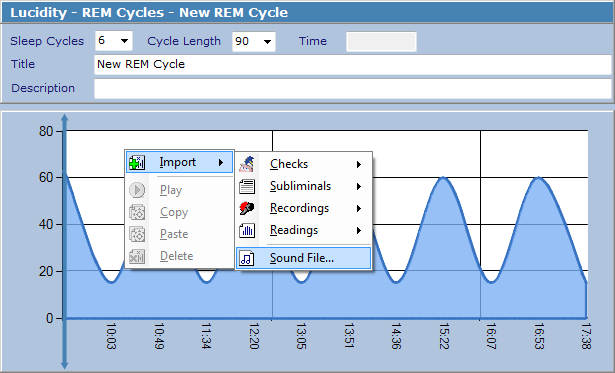 Lucidity - REM Cycles - New REM Cycle
Sleep Cycles 6 Cycle Length 90 Time
Title New REM Cycle
Description
80
60
40
20
0
Import
Play
Copy
Paste
Delete
Checks
Subliminals
Recordings
Readings
Sound File...
10:03 10:49 11:34 12:20 13:05 13:51 14:36 15:22 16:07 16:53 17:38